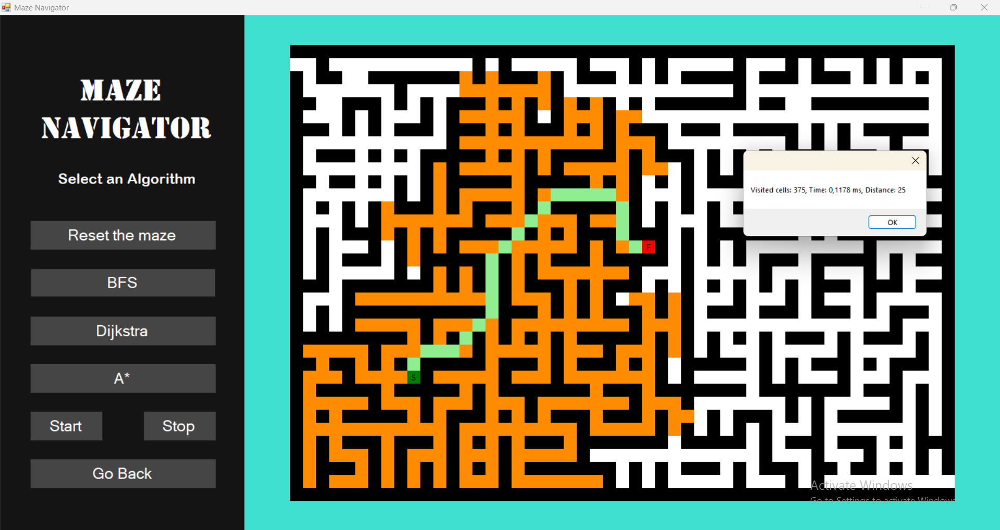 Maze Navigator
MAZE
NAVIGATOR
Select an Algorithm
Reset the maze
BFS
Dijkstra
A*
Start
Stop
Go Back
Visited cells: 375, Time: 0,1178 ms, Distance: 25
OK
F
S
Activate Windows
Go to Settings to activate Windows.